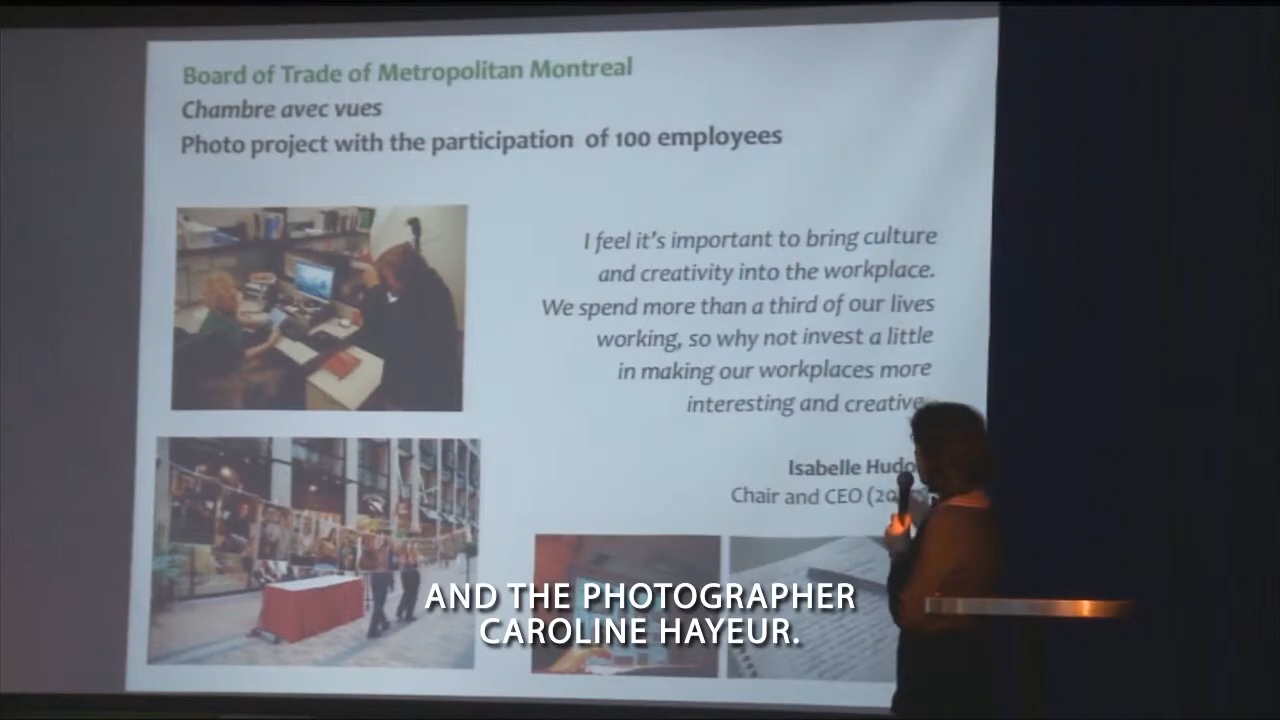 Board of Trade of Metropolitan Montreal
Chambre avec vues
Photo project with the participation of 100 employees
I feel it's important to bring culture
and creativity into the workplace.
We spend more than a third of our lives
working, so why not invest a little
in making our workplaces more
interesting and creative
Isabelle
Chair and CEO
AND THE PHOTOGRAPHER
CAROLINE HAYEUR.